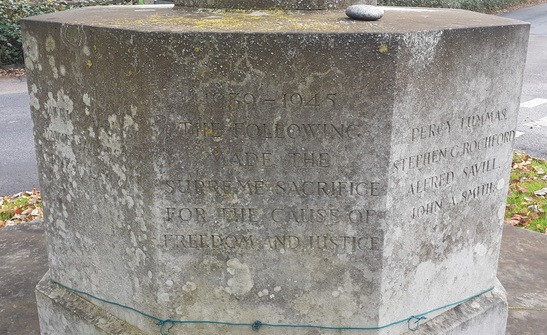 1939–1945
THE FOLLOWING
MADE THE
SUPREME SACRIFICE
FOR THE CAUSE OF
FREEDOM AND JUSTICE
PERCY LUMMAS
STEPHEN G. ROCHFORD
ALFRED SAVILL
JOHN A. SMITH